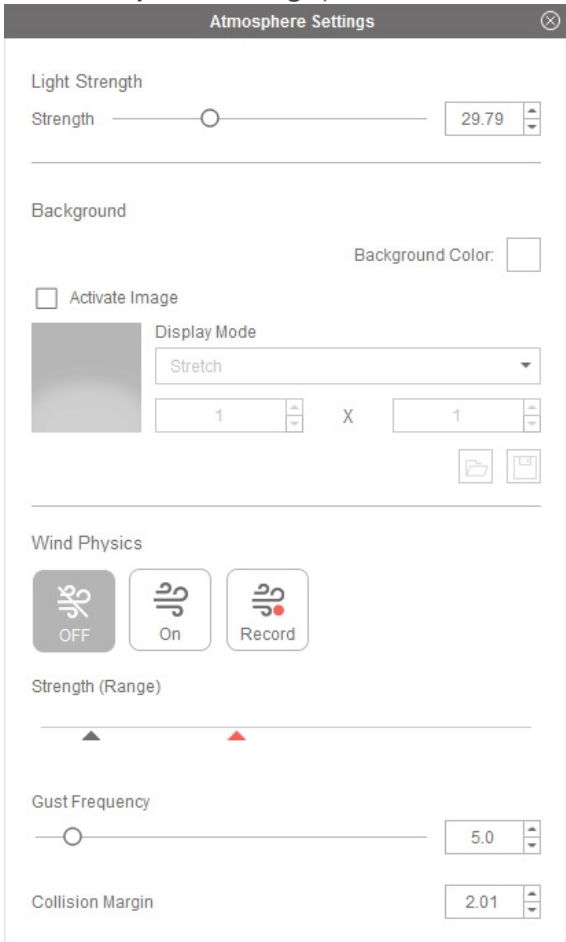 Atmosphere Settings
Light Strength
Strength 29.79
Background
Background Color:
Activate Image
Display Mode
Stretch
1 X 1
Wind Physics
OFF On Record
Strength (Range)
Gust Frequency
5.0
Collision Margin 2.01